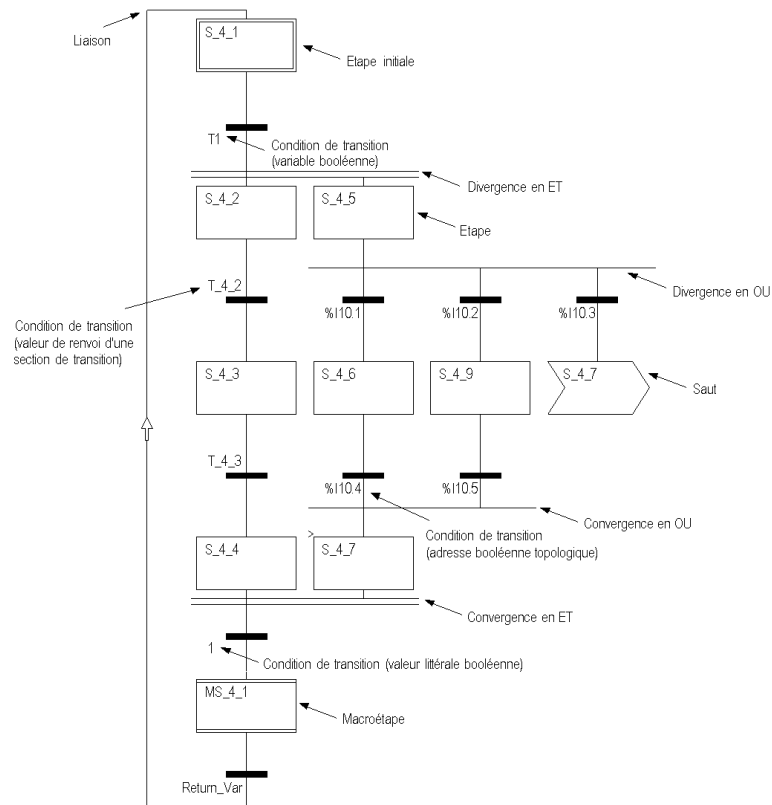 Liaison
S_4_1
Etape initiale
T1
Condition de transition
(variable booléenne)
Divergence en ET
S_4_2
S_4_5
Etape
T_4_2
Divergence en OU
%I10.1
%I10.2
%I10.3
Condition de transition
(valeur de renvoi d'une
section de transition)
S_4_3
S_4_6
S_4_9
S_4_7
Saut
T_4_3
%I10.4
%I10.5
Convergence en OU
Condition de transition
(adresse booléenne topologique)
S_4_4
>
S_4_7
Convergence en ET
1
Condition de transition (valeur littérale booléenne)
MS_4_1
Macroétape
Return_Var